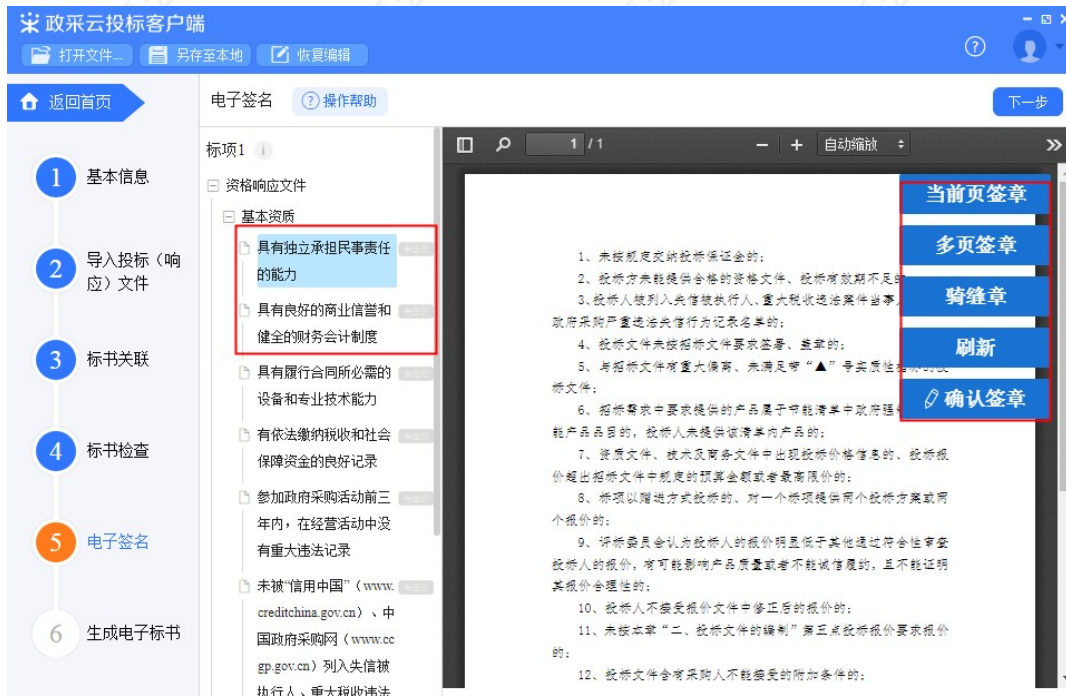 政采云投标客户端
打开文件...
另存至本地
恢复编辑
返回首页
电子签名
操作帮助
下一步
1 基本信息
2 导入投标（响
应）文件
3 标书关联
4 标书检查
5 电子签名
6 生成电子标书
标项1
资格响应文件
基本资质
具有独立承担民事责任
的能力
具有良好的商业信誉和
健全的财务会计制度
具有履行合同所必需的
设备和专业技术能力
有依法缴纳税收和社会
保障资金的良好记录
参加政府采购活动前三
年内，在经营活动中没
有重大违法记录
未被“信用中国”（www.
creditchina.gov.cn）、中
国政府采购网（www.cc
gp.gov.cn）列入失信被
执行人、重大税收违法
1 / 1
自动缩放
当前页签章
多页签章
骑缝章
刷新
确认签章
1、未按规定交纳投标保证金的；
2、投标方未能提供合格的资格文件、投标有效期不足的
3、投标人被列入失信被执行人、重大税收违法案件当事人
政府采购严重违法失信行为记录名单的；
4、投标文件未按招标文件要求签署、盖章的；
5、与招标文件有重大偏离、未满足带“▲”号实质性指标的投
标文件；
6、招标需求中要求提供的产品属于节能清单中政府强
能产品品目的，投标人未提供该清单内产品的；
7、资质文件、技术及商务文件中出现投标价格信息的、投标报
价超出招标文件中规定的预算金额或者最高限价的；
8、标项以赠送方式投标的、对一个标项提供两个投标方案或两
个报价的；
9、评标委员会认为投标人的报价明显低于其他通过符合性审查
投标人的报价，有可能影响产品质量或者不能诚信履约，且不能证明
其报价合理性的；
10、投标人不接受报价文件中修正后的报价的；
11、未按本章“二、投标文件的编制”第五点投标报价要求报价
的；
12、投标文件含有采购人不能接受的附加条件的；